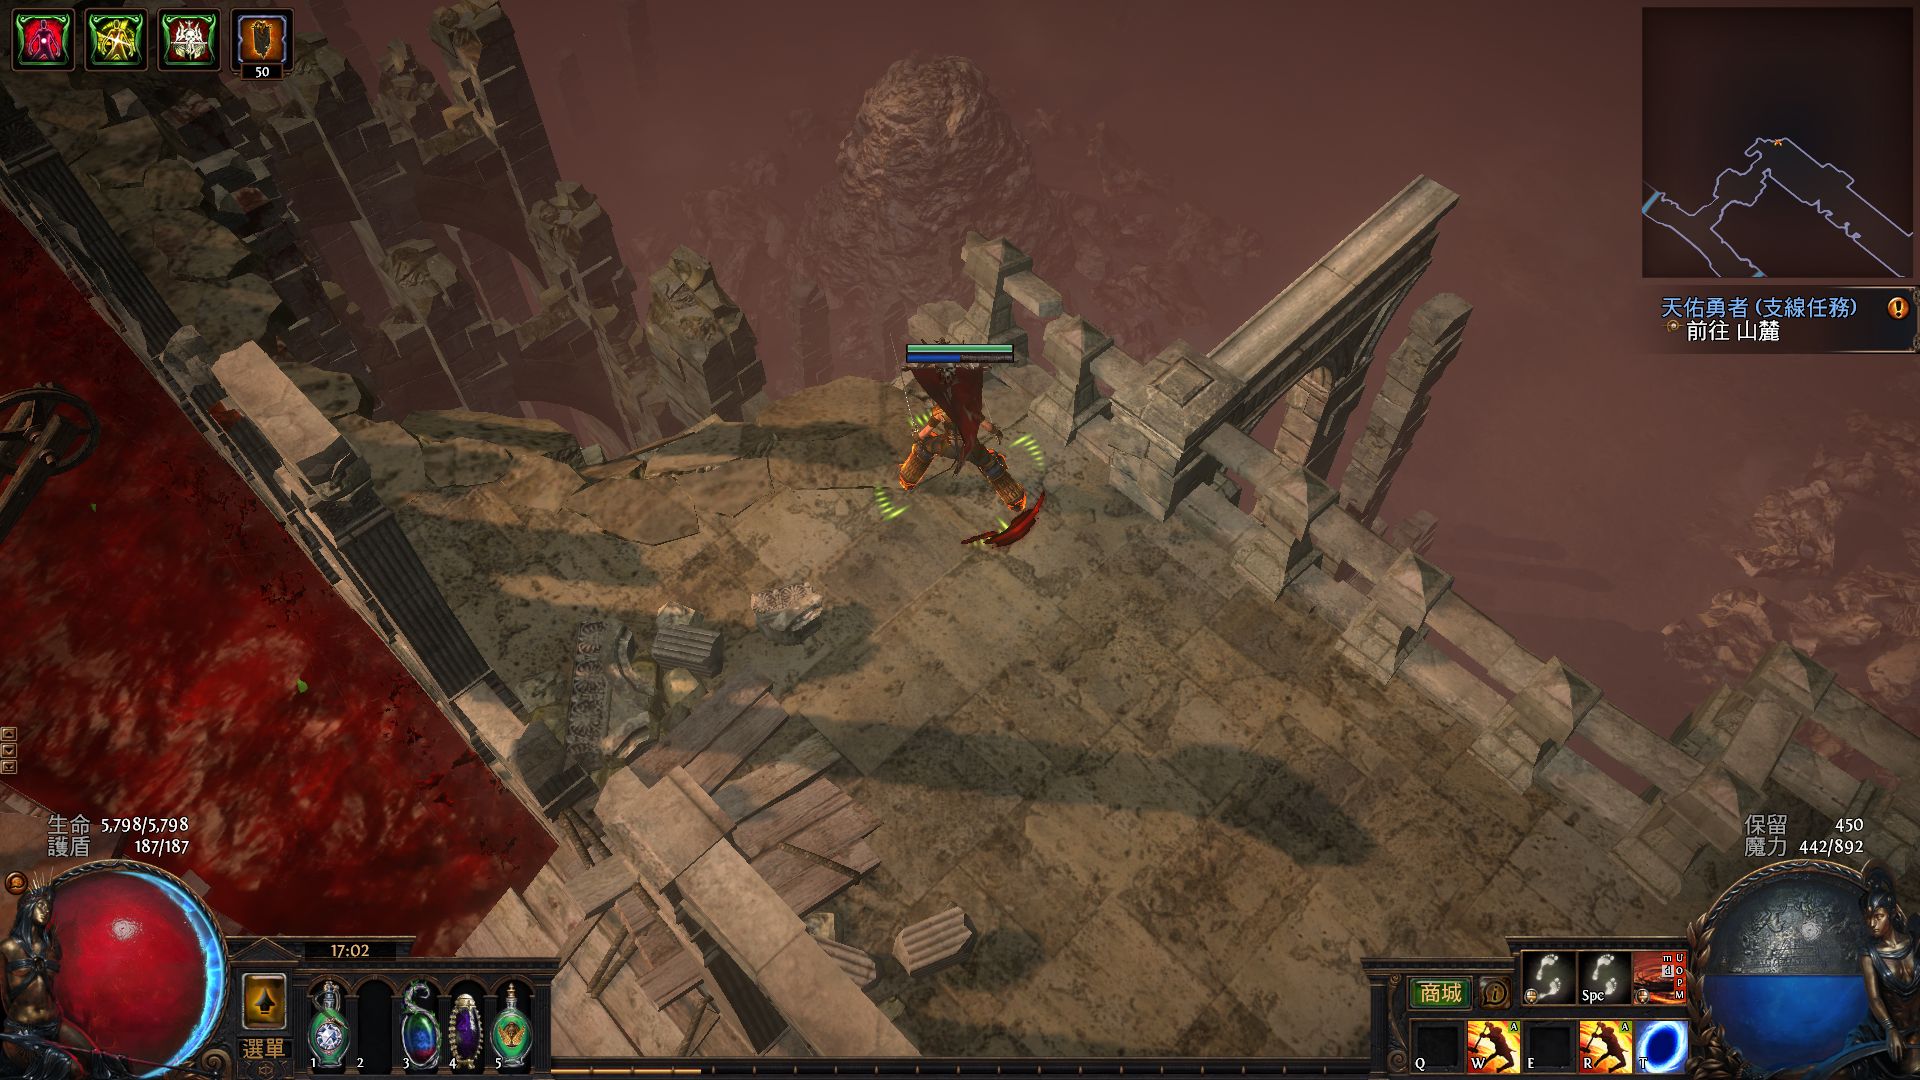 50
天佑勇者 (支線任務)
前往 山麓
生命 5,798/5,798
護盾 187/187
保留 450
魔力 442/892
17:02
選單
1
2
3
4
5
商城
Spc
m U
d O
P
M
Q
W
A
E
R
A
T